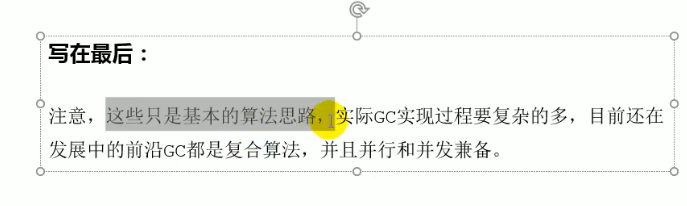 写在最后：
注意，这些只是基本的算法思路，实际GC实现过程要复杂的多，目前还在
发展中的前沿GC都是复合算法，并且并行和并发兼备。